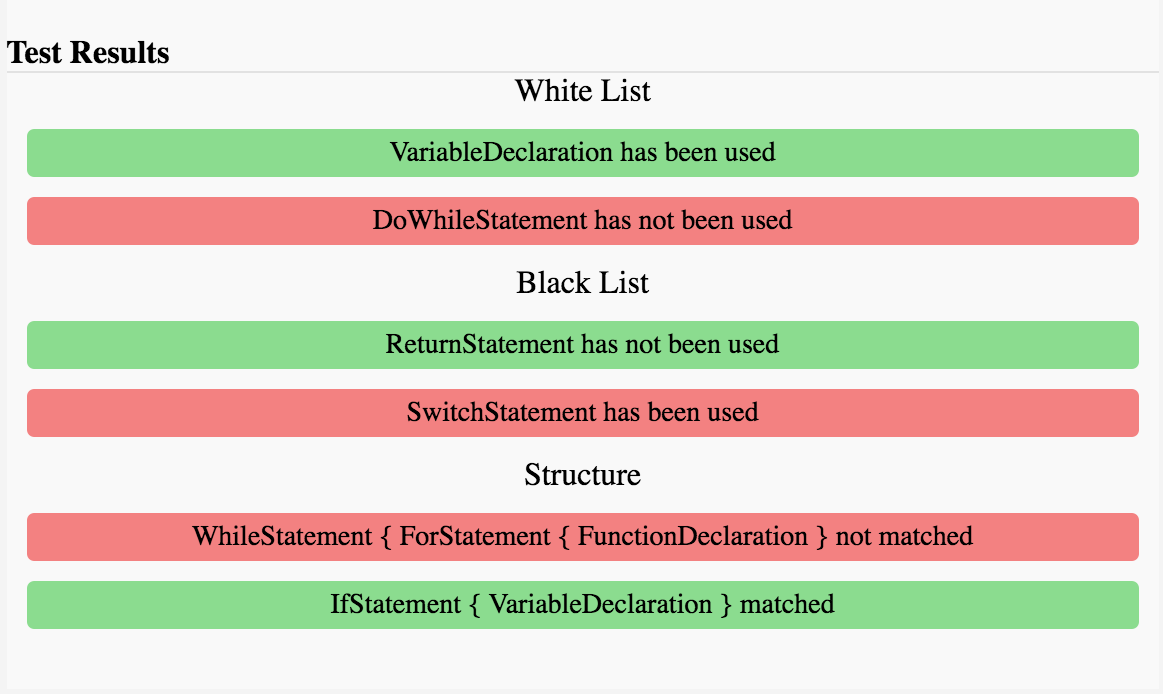 Test Results
White List
VariableDeclaration has been used
DoWhileStatement has not been used
Black List
ReturnStatement has not been used
SwitchStatement has been used
Structure
WhileStatement { ForStatement { FunctionDeclaration } not matched
IfStatement { VariableDeclaration } matched